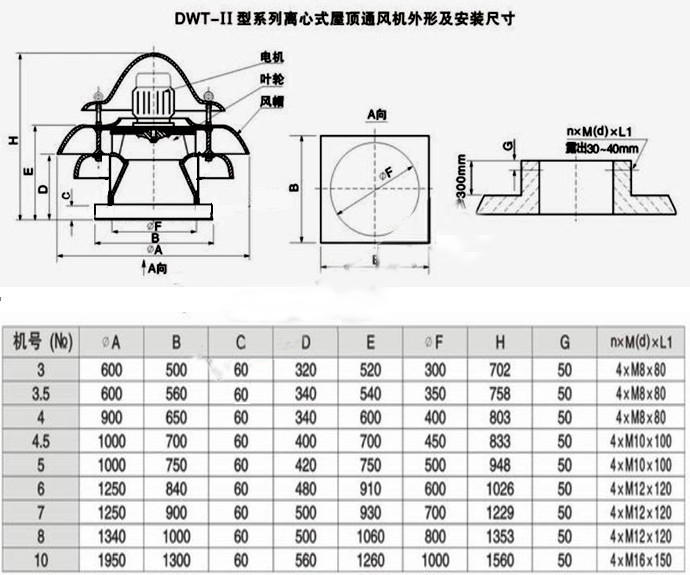 DWT-II 型系列离心式屋顶通风机外形及安装尺寸
电机
叶轮
风帽
H
E
D
C
⌀F
B
⌀A
A向
A向
B
⌀F
B
n×M(d)×L1
露出30~40mm
G
≥300mm
机号 (№) ⌀A B C D E ⌀F H G n×M(d)×L1
3 600 500 60 320 520 300 702 50 4×M8×80
3.5 600 560 60 340 540 350 758 50 4×M8×80
4 900 650 60 340 600 400 803 50 4×M8×80
4.5 1000 700 60 400 700 450 833 50 4×M10×100
5 1000 750 60 420 750 500 948 50 4×M10×100
6 1250 840 60 480 910 600 1026 50 4×M12×120
7 1250 900 60 500 930 700 1229 50 4×M12×120
8 1340 1000 60 500 1060 800 1353 50 4×M12×120
10 1950 1300 60 560 1260 1000 1560 50 4×M16×150